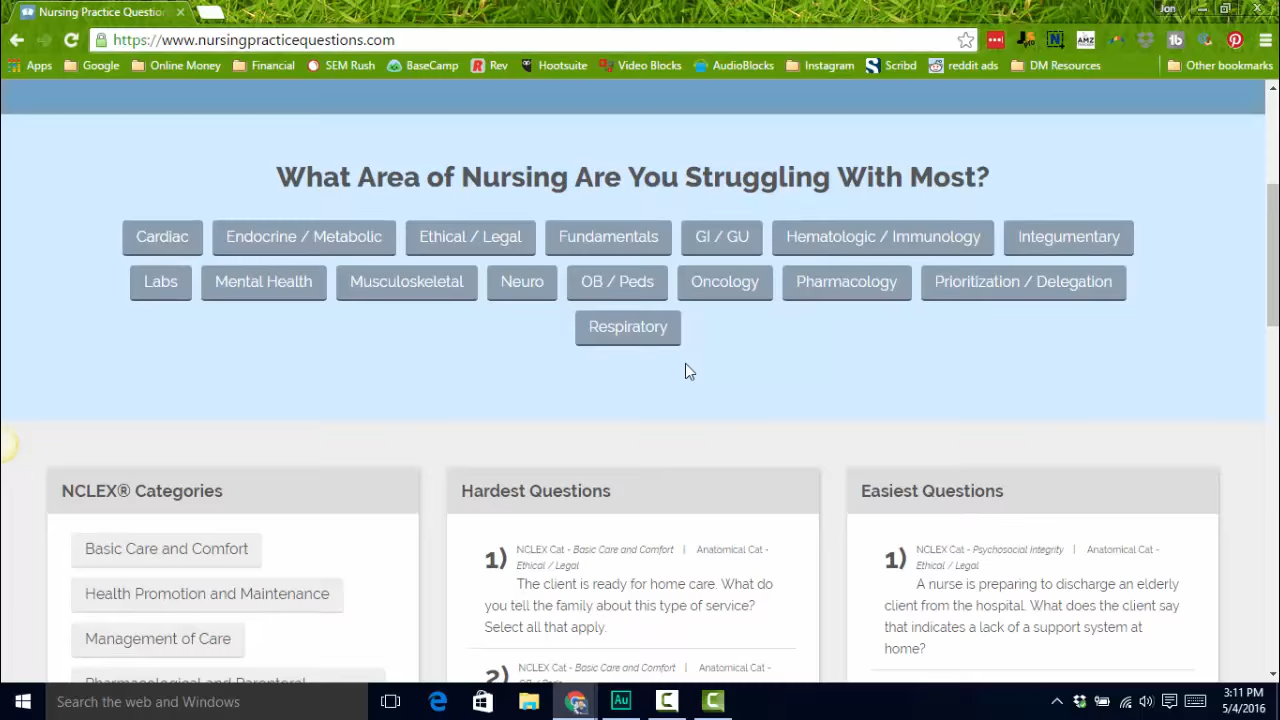 Nursing Practice Questio
Jon
https://www.nursingpracticequestions.com
AMZ
Apps Google Online Money Financial SEM Rush BaseCamp Rev Hootsuite Video Blocks AudioBlocks Instagram Scribd reddit ads DM Resources Other bookmarks
What Area of Nursing Are You Struggling With Most?
Cardiac Endocrine / Metabolic Ethical / Legal Fundamentals GI / GU Hematologic / Immunology Integumentary
Labs Mental Health Musculoskeletal Neuro OB / Peds Oncology Pharmacology Prioritization / Delegation
Respiratory
NCLEX® Categories
Basic Care and Comfort
Health Promotion and Maintenance
Management of Care
Pharmacological and Parenteral
Hardest Questions
1) NCLEX Cat - Basic Care and Comfort | Anatomical Cat -
Ethical / Legal
The client is ready for home care. What do
you tell the family about this type of service?
Select all that apply.
2) NCLEX Cat - Basic Care and Comfort | Anatomical Cat -
Easiest Questions
1) NCLEX Cat - Psychosocial Integrity | Anatomical Cat -
Ethical / Legal
A nurse is preparing to discharge an elderly
client from the hospital. What does the client say
that indicates a lack of a support system at
home?
Search the web and Windows
Au
3:11 PM
5/4/2016